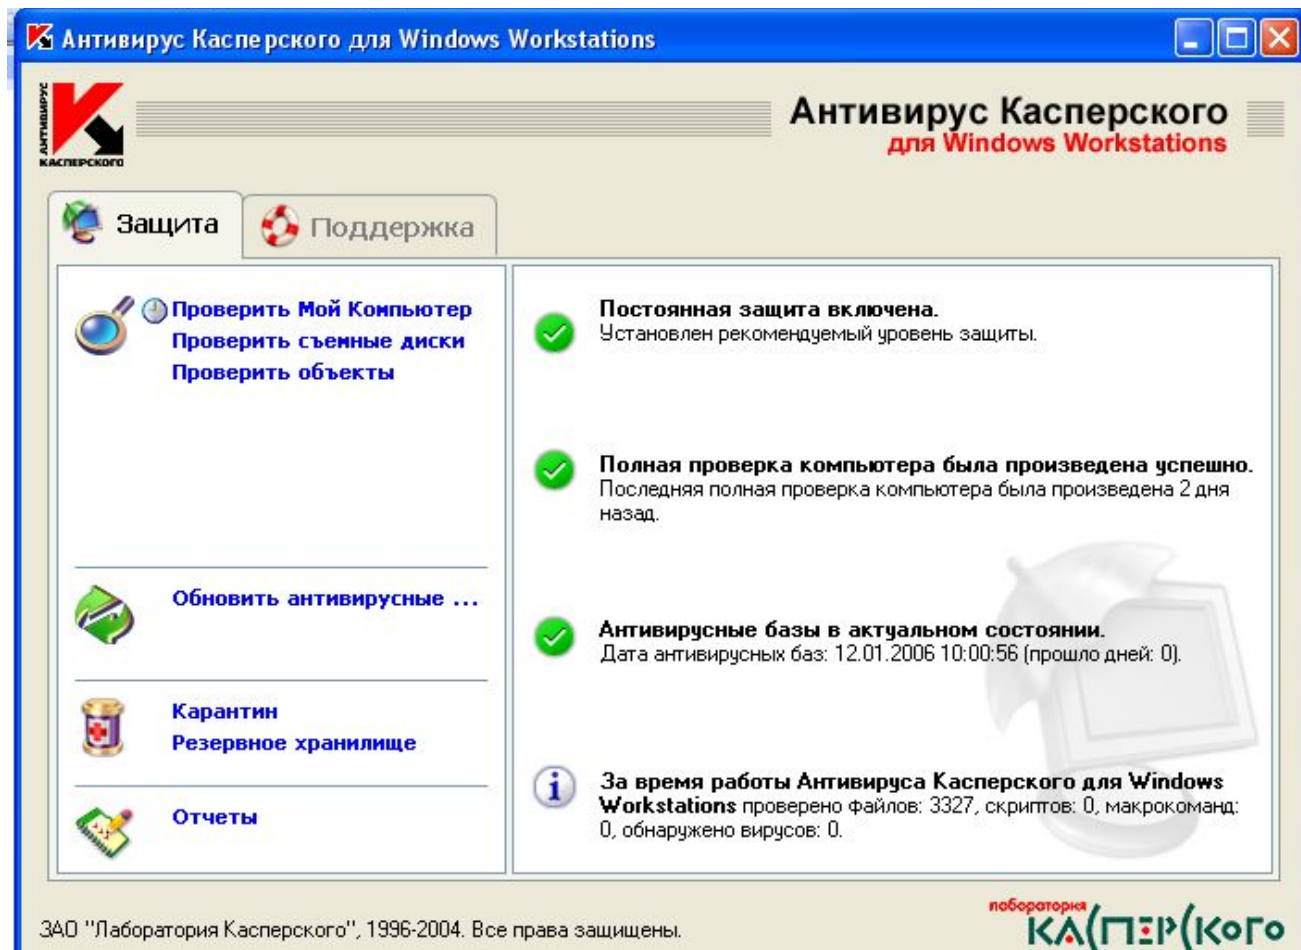 Антивирус Касперского для Windows Workstations
АНТИВИРУС
КАСПЕРСКОГО
Антивирус Касперского
для Windows Workstations
Защита
Поддержка
Проверить Мой Компьютер
Проверить съемные диски
Проверить объекты
Обновить антивирусные ...
Карантин
Резервное хранилище
Отчеты
Постоянная защита включена.
Установлен рекомендуемый уровень защиты.
Полная проверка компьютера была произведена успешно.
Последняя полная проверка компьютера была произведена 2 дня
назад.
Антивирусные базы в актуальном состоянии.
Дата антивирусных баз: 12.01.2006 10:00:56 (прошло дней: 0).
За время работы Антивируса Касперского для Windows
Workstations проверено файлов: 3327, скриптов: 0, макрокоманд:
0, обнаружено вирусов: 0.
ЗАО "Лаборатория Касперского", 1996-2004. Все права защищены.
лаборатория
КАСПЕРСКОГО